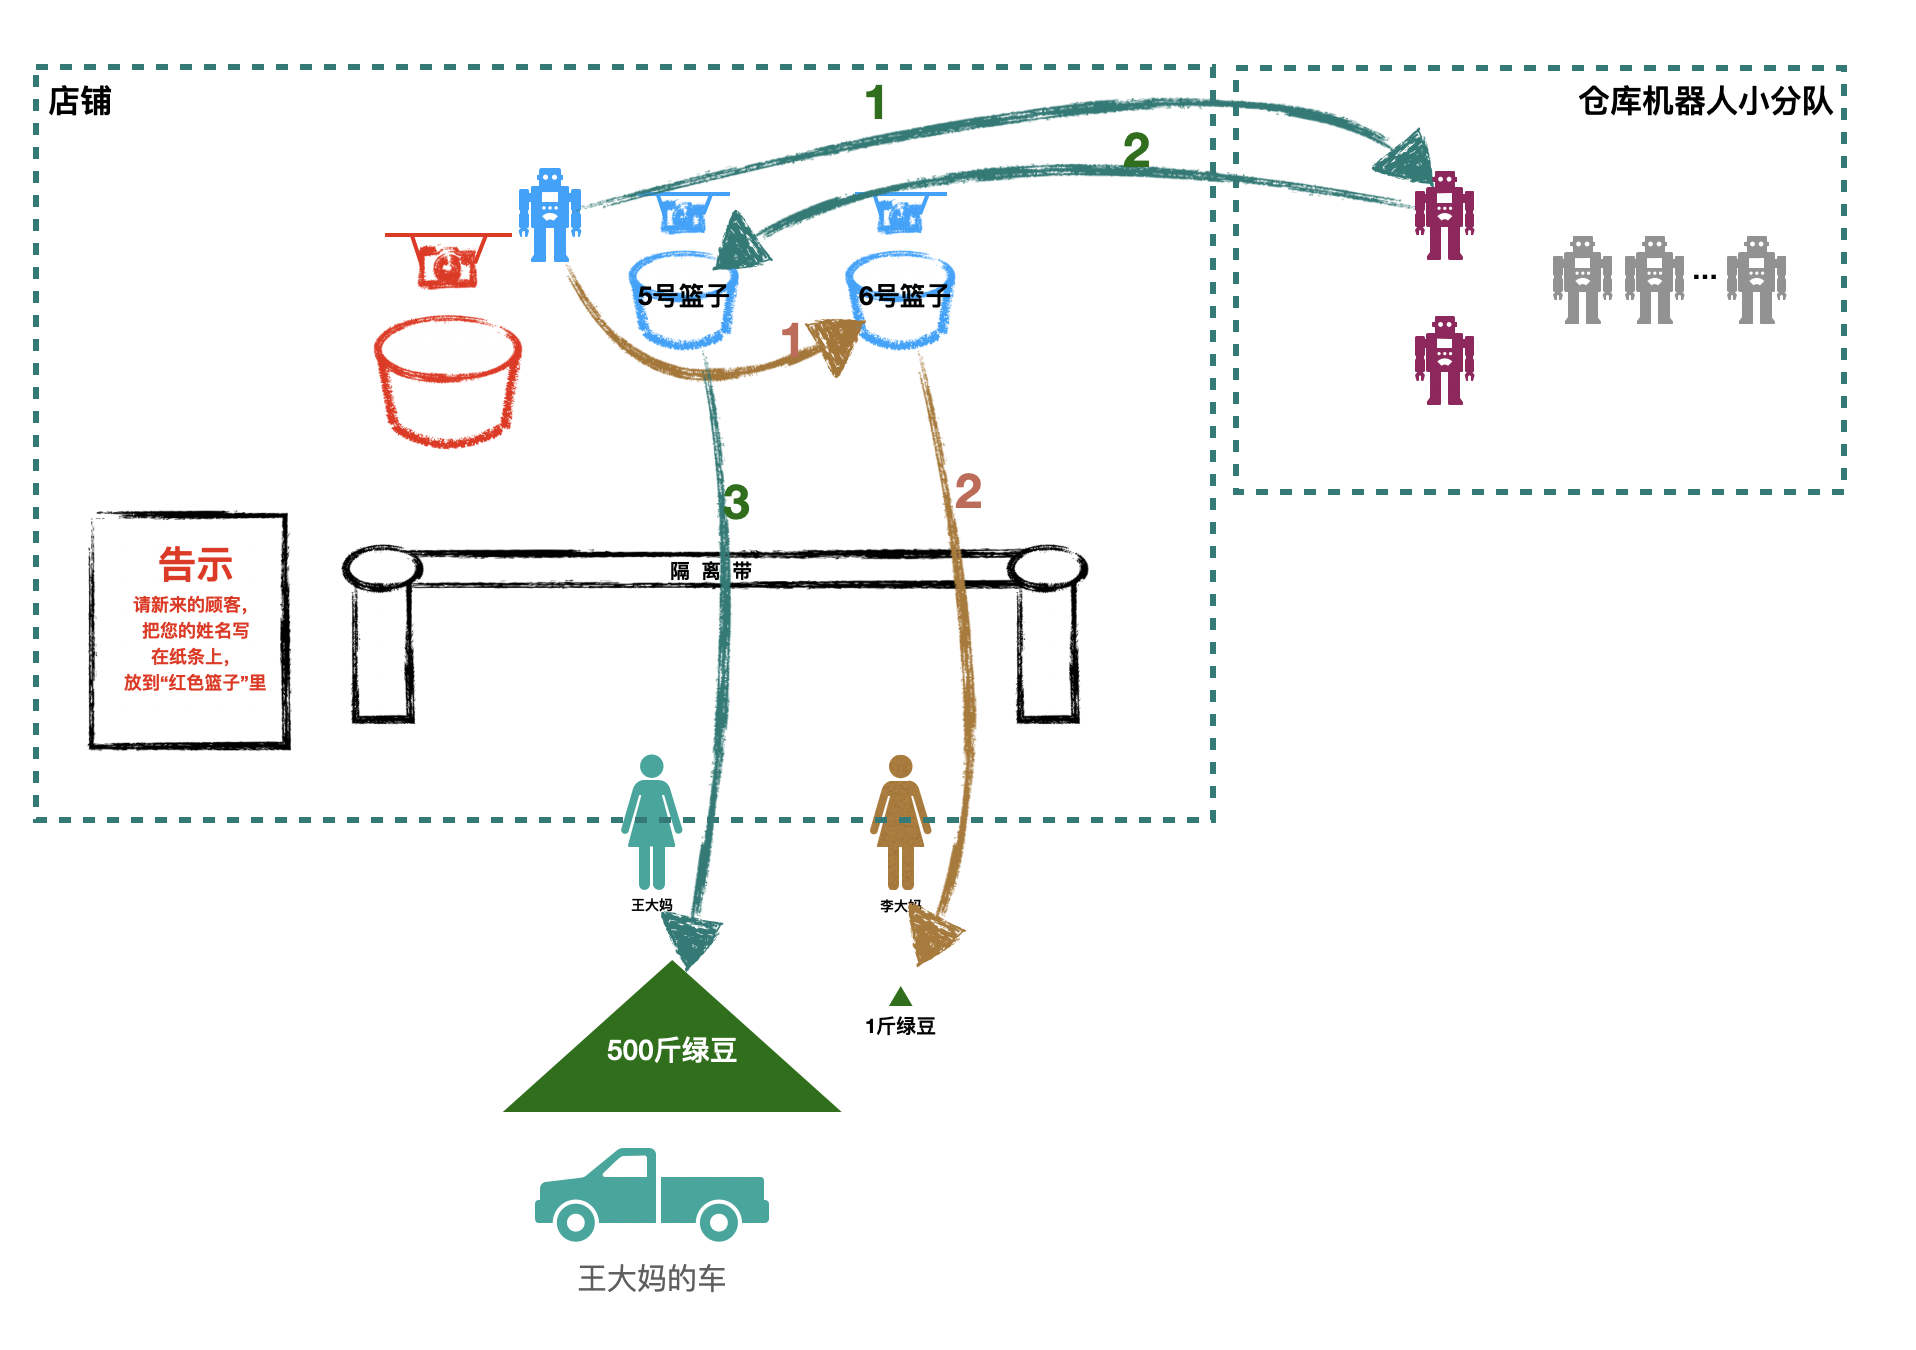 店铺
仓库机器人小分队
1
2
5号篮子
6号篮子
1
3
2
告示
请新来的顾客，
把您的姓名写
在纸条上，
放到“红色篮子”里
隔 离 带
...
王大妈
李大妈
500斤绿豆
1斤绿豆
王大妈的车